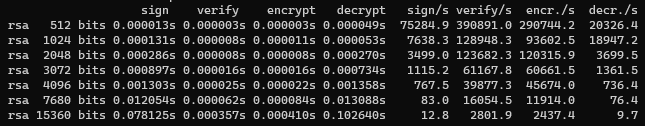 sign verify encrypt decrypt sign/s verify/s encr./s decr./s
rsa 512 bits 0.000013s 0.000003s 0.000003s 0.000049s 75284.9 390891.0 290744.2 20326.4
rsa 1024 bits 0.000131s 0.000008s 0.000011s 0.000053s 7638.3 128948.3 93602.5 18947.2
rsa 2048 bits 0.000286s 0.000008s 0.000008s 0.000270s 3499.0 123682.3 120315.9 3699.5
rsa 3072 bits 0.000897s 0.000016s 0.000016s 0.000734s 1115.2 61167.8 60661.5 1361.5
rsa 4096 bits 0.001303s 0.000025s 0.000022s 0.001358s 767.5 39877.3 45674.0 736.4
rsa 7680 bits 0.012054s 0.000062s 0.000084s 0.013088s 83.0 16054.5 11914.0 76.4
rsa 15360 bits 0.078125s 0.000357s 0.000410s 0.102640s 12.8 2801.9 2437.4 9.7